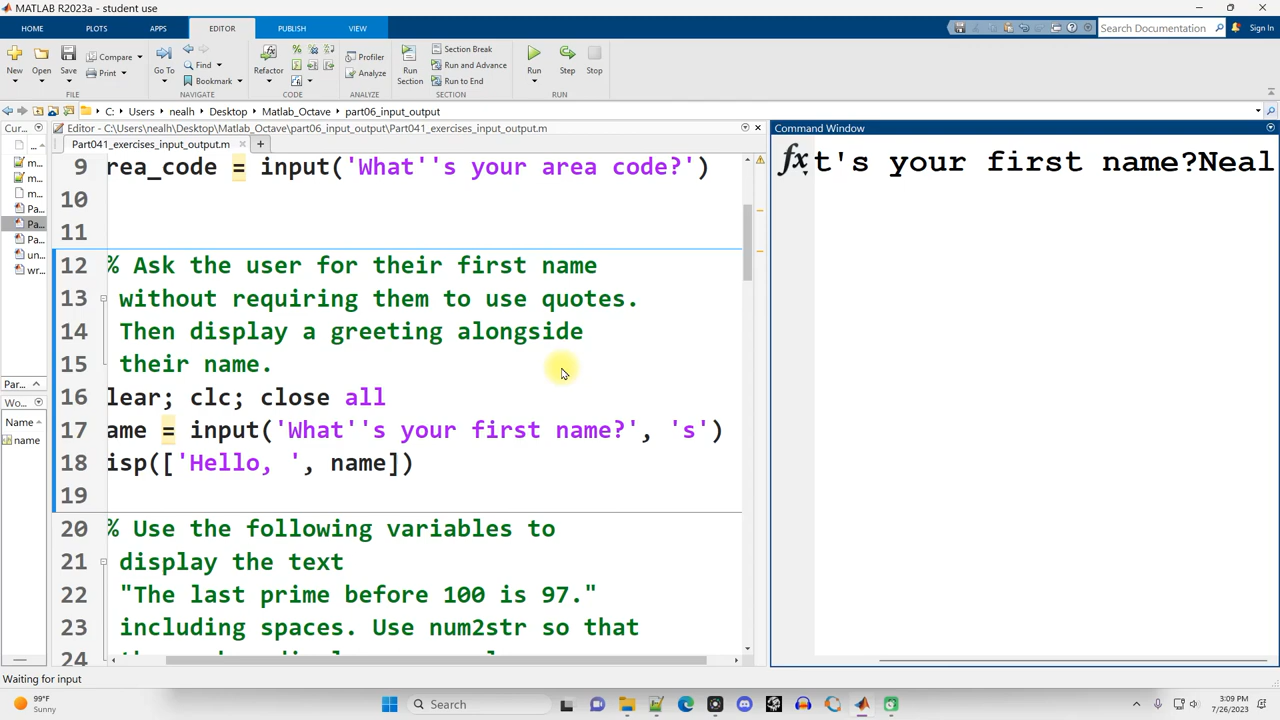 MATLAB R2023a - student use
HOME PLOTS APPS EDITOR PUBLISH VIEW Search Documentation Sign In
New Open Save Compare Print Go To Find Bookmark Refactor Profiler Analyze Run Section Section Break Run and Advance Run to End Run Step Stop
FILE NAVIGATE CODE ANALYZE SECTION RUN
C: Users nealh Desktop Matlab_Octave part06_input_output
Cur... Editor - C:\Users\nealh\Desktop\Matlab_Octave\part06_input_output\Part041_exercises_input_output.m Command Window
Part041_exercises_input_output.m
9 rea_code = input('What''s your area code?')
10
11
12 % Ask the user for their first name
13 without requiring them to use quotes.
14 Then display a greeting alongside
15 their name.
16 lear; clc; close all
17 ame = input('What''s your first name?', 's')
18 isp(['Hello, ', name])
19
20 % Use the following variables to
21 display the text
22 "The last prime before 100 is 97."
23 including spaces. Use num2str so that
24
m...
m...
m...
Pa...
Pa...
Pa...
un...
wr...
Par...
Wo...
Name
name
fx t's your first name?Neal
Waiting for input
99°F
Sunny
Search
3:09 PM
7/26/2023